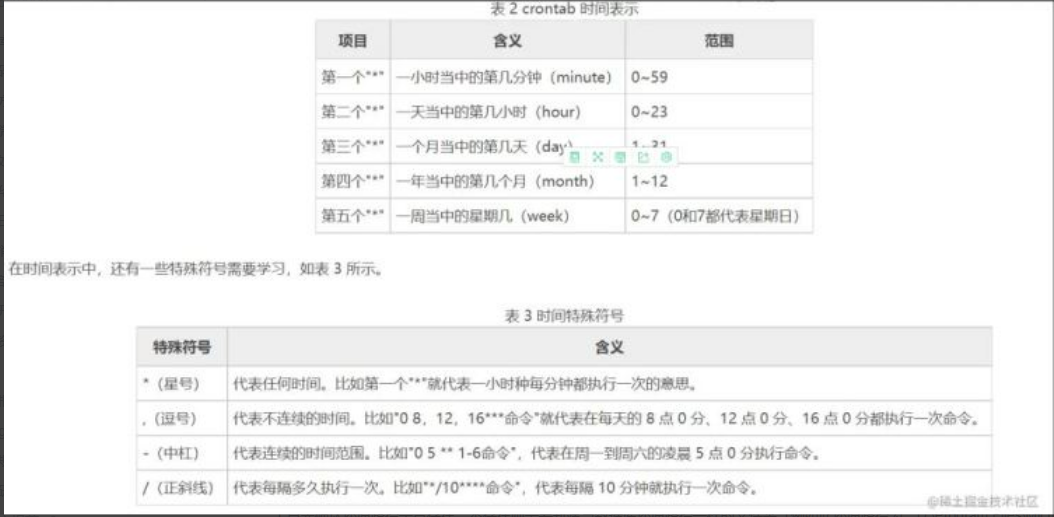 表 2 crontab 时间表示
项目 含义 范围
第一个"*" 一小时当中的第几分钟（minute） 0~59
第二个"*" 一天当中的第几小时（hour） 0~23
第三个"*" 一个月当中的第几天（day） 1~31
第四个"*" 一年当中的第几个月（month） 1~12
第五个"*" 一周当中的星期几（week） 0~7（0和7都代表星期日）
在时间表示中，还有一些特殊符号需要学习，如表 3 所示。
表 3 时间特殊符号
特殊符号 含义
*（星号） 代表任何时间。比如第一个"*"就代表一小时种每分钟都执行一次的意思。
,（逗号） 代表不连续的时间。比如"0 8，12，16***命令"就代表在每天的 8 点 0 分、12 点 0 分、16 点 0 分都执行一次命令。
-（中杠） 代表连续的时间范围。比如"0 5 ** 1-6命令"，代表在周一到周六的凌晨 5 点 0 分执行命令。
/（正斜线） 代表每隔多久执行一次。比如"*/10****命令"，代表每隔 10 分钟就执行一次命令。
@稀土掘金技术社区